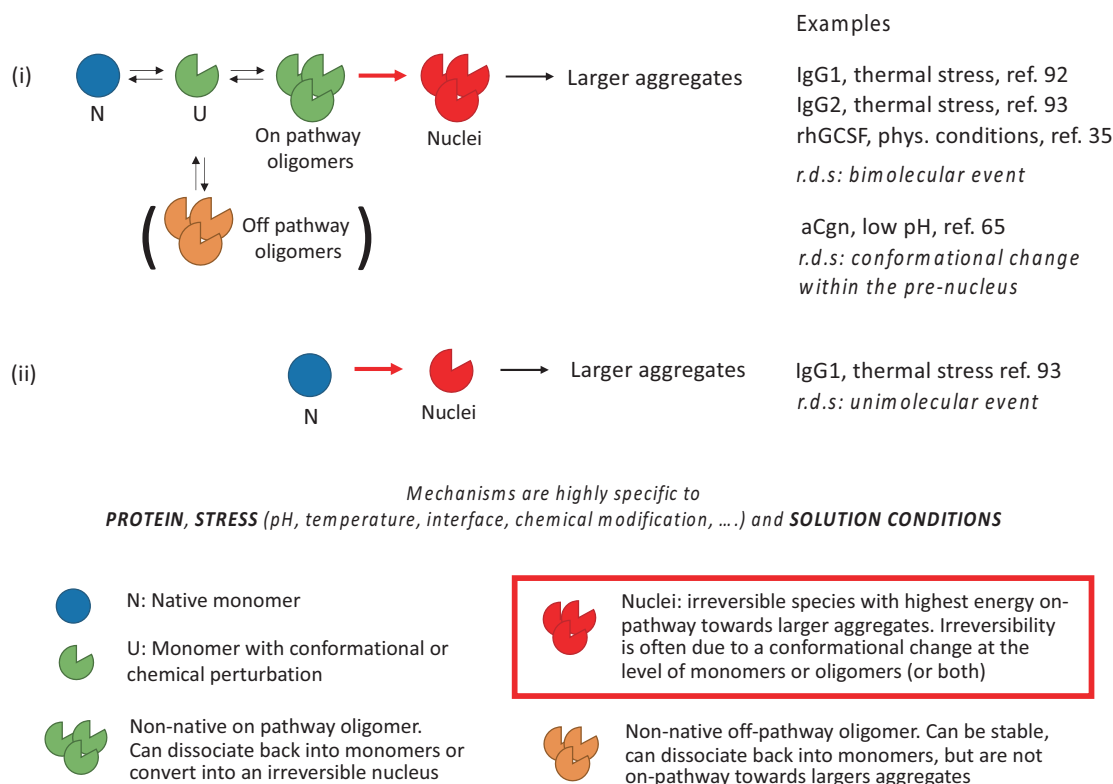 Examples
(i)
N
U
On pathway
oligomers
Nuclei
Larger aggregates
IgG1, thermal stress, ref. 92
IgG2, thermal stress, ref. 93
rhGCSF, phys. conditions, ref. 35
r.d.s: bimolecular event
( Off pathway
oligomers )
aCgn, low pH, ref. 65
r.d.s: conformational change
within the pre-nucleus
(ii)
N
Nuclei
Larger aggregates
IgG1, thermal stress ref. 93
r.d.s: unimolecular event
Mechanisms are highly specific to
PROTEIN, STRESS (pH, temperature, interface, chemical modification, ....) and SOLUTION CONDITIONS
N: Native monomer
U: Monomer with conformational or
chemical perturbation
Non-native on pathway oligomer.
Can dissociate back into monomers or
convert into an irreversible nucleus
Nuclei: irreversible species with highest energy on-
pathway towards larger aggregates. Irreversibility
is often due to a conformational change at the
level of monomers or oligomers (or both)
Non-native off-pathway oligomer. Can be stable,
can dissociate back into monomers, but are not
on-pathway towards largers aggregates